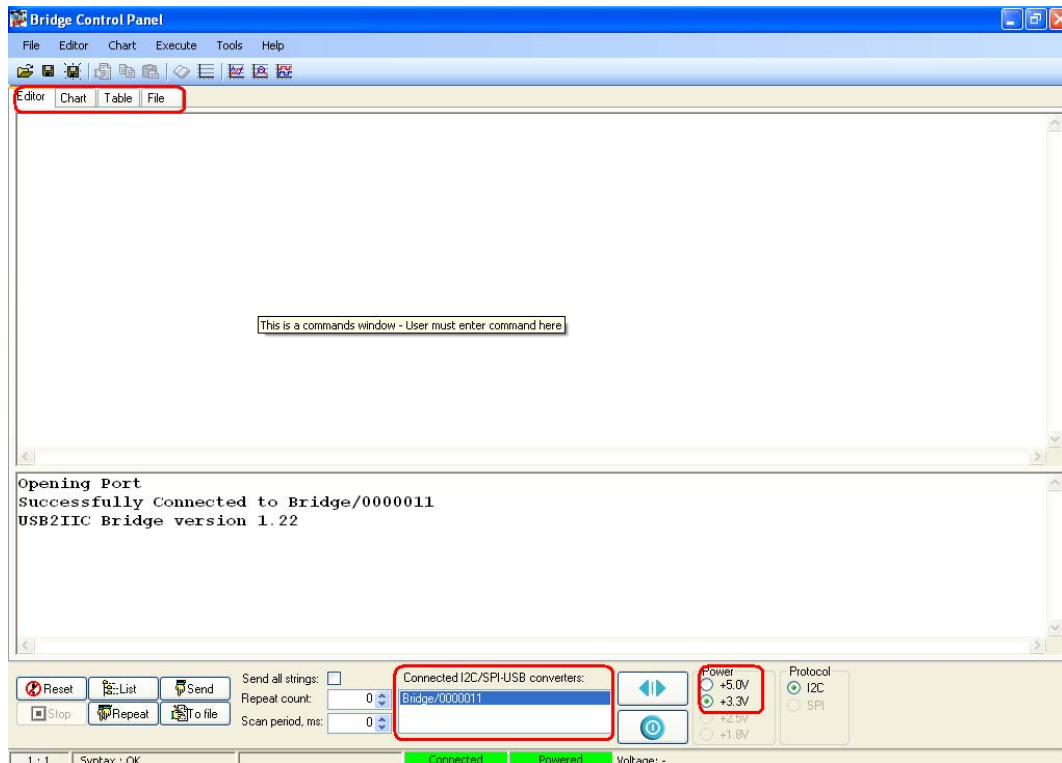 Bridge Control Panel
File Editor Chart Execute Tools Help
Editor Chart Table File
This is a commands window - User must enter command here
Opening Port
Successfully Connected to Bridge/0000011
USB2IIC Bridge version 1.22
Reset List Send
Stop Repeat To file
Send all strings:
Repeat count: 0
Scan period, ms: 0
Connected I2C/SPI-USB converters:
Bridge/0000011
Power
+5.0V
+3.3V
+2.5V
+1.8V
Protocol
I2C
SPI
1 : 1 Syntax : OK Connected Powered Voltage: -